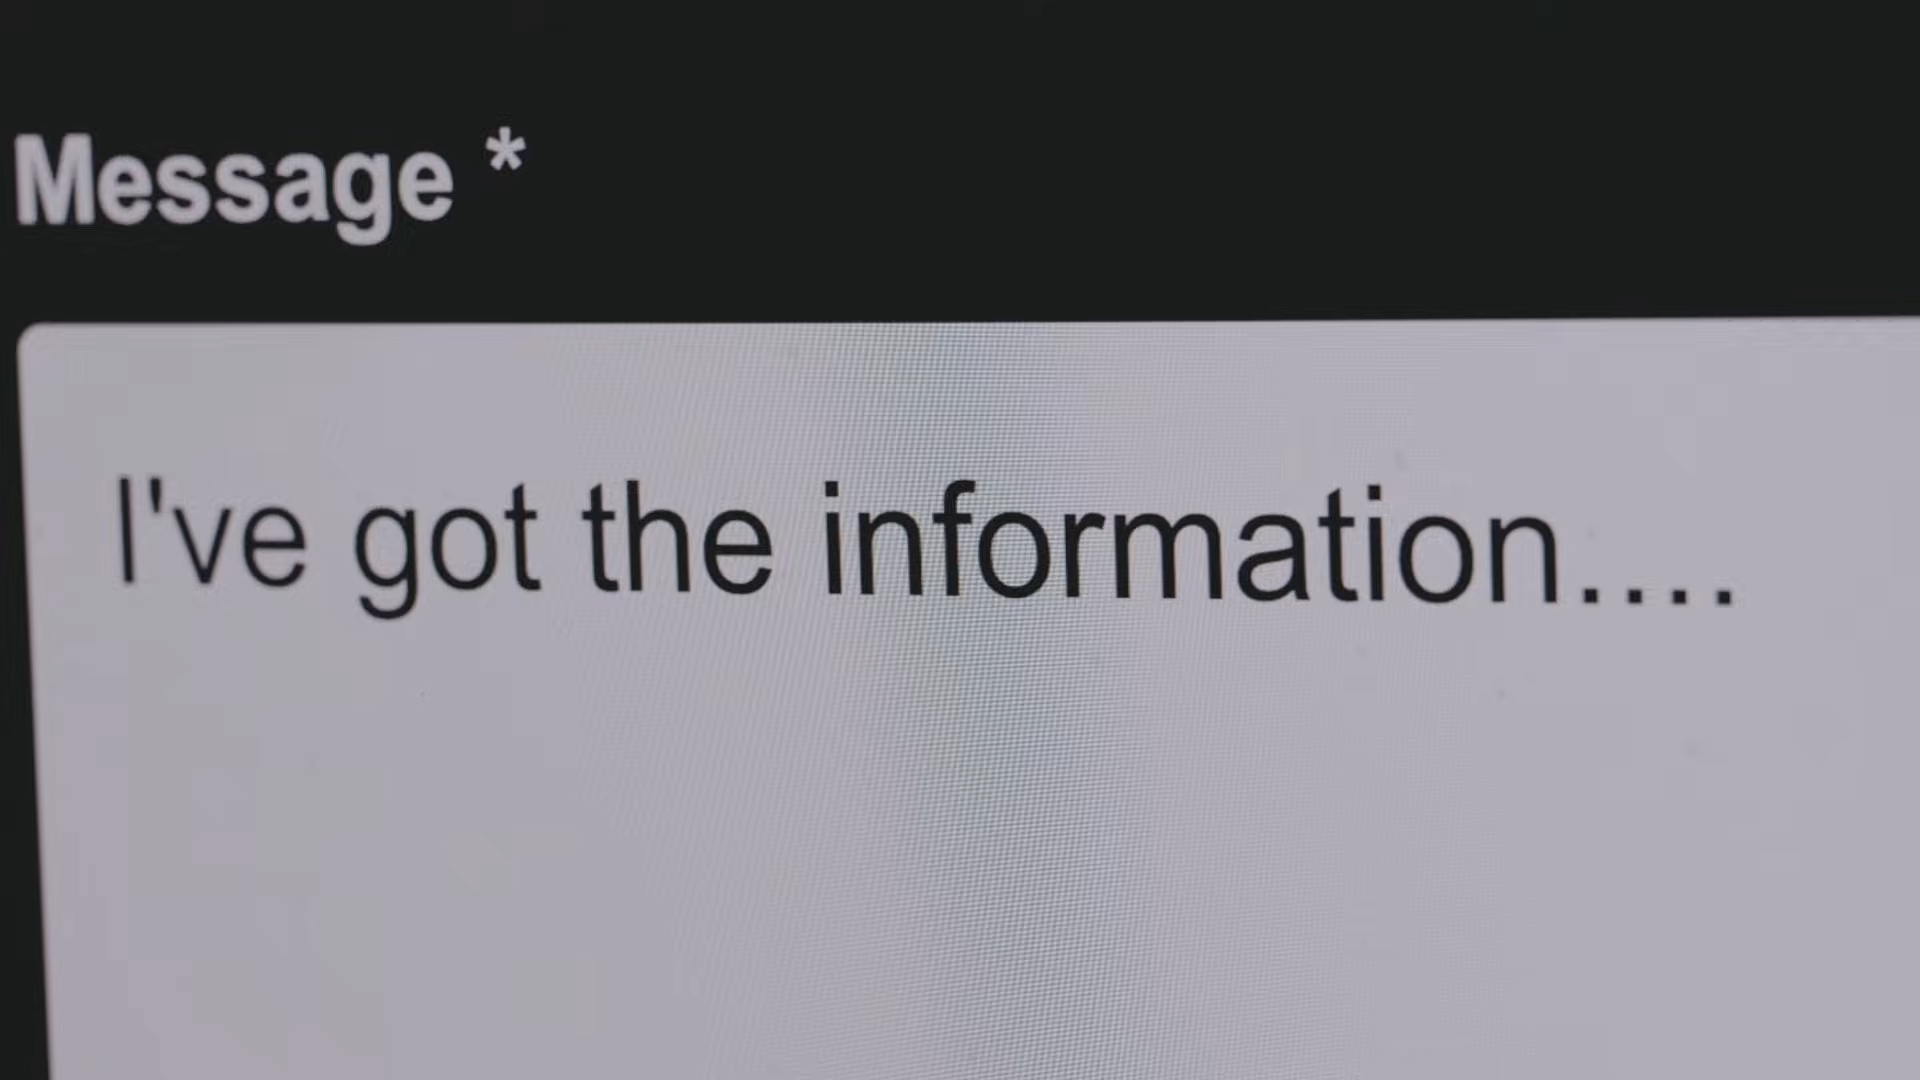 Message *
I've got the information....